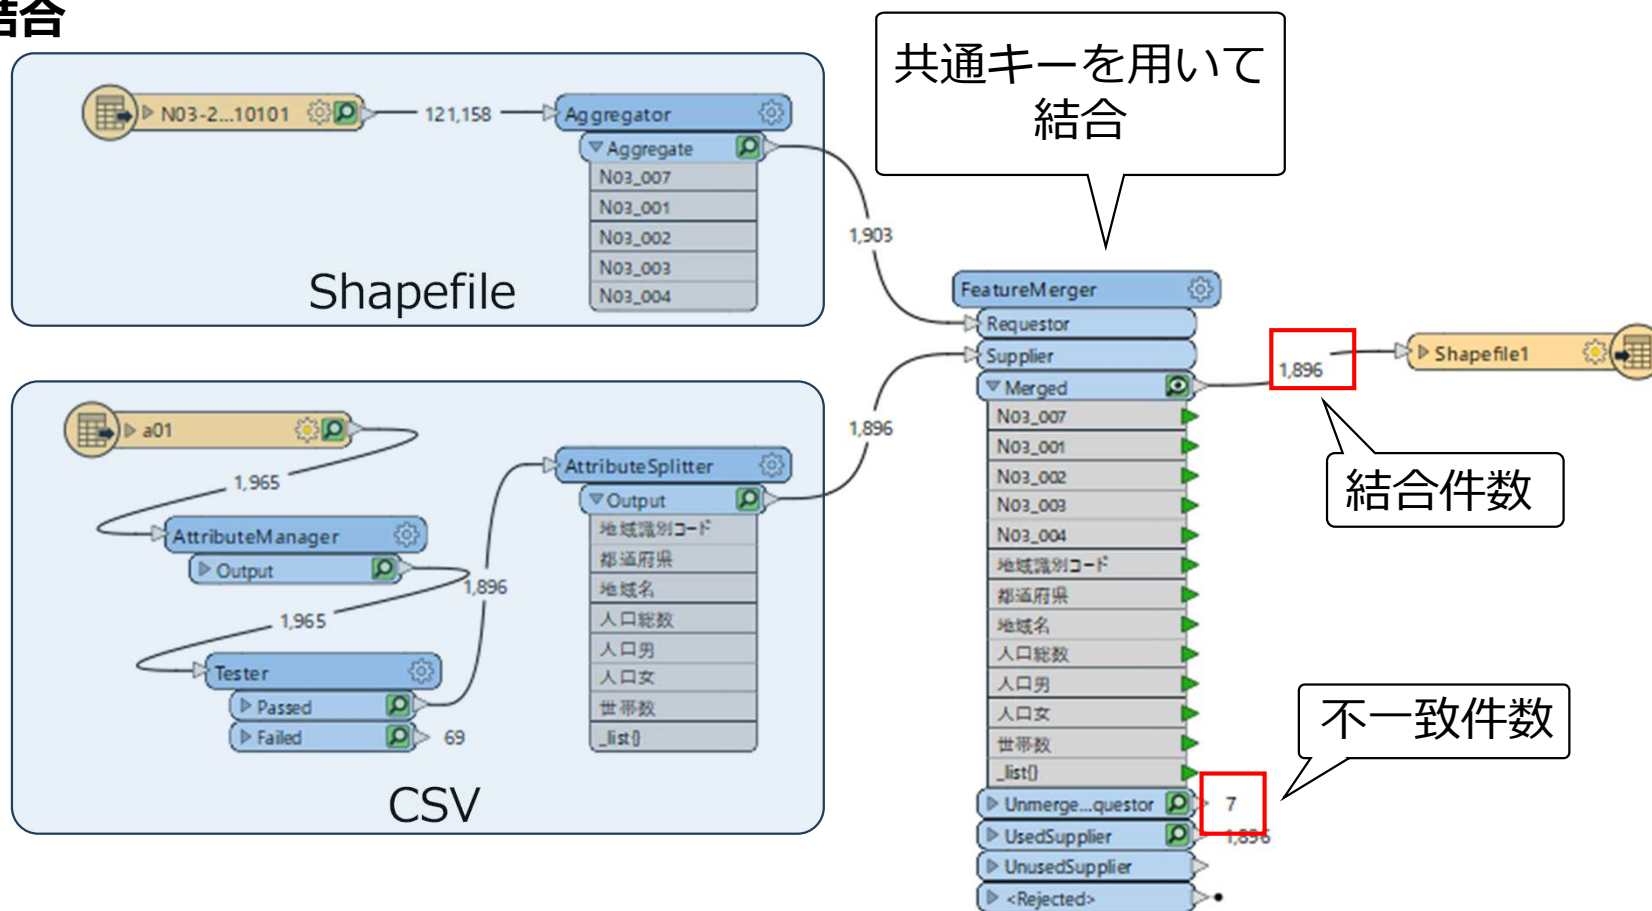 結合
N03-2...10101
121,158
Aggregator
Aggregate
N03_007
N03_001
N03_002
N03_003
N03_004
Shapefile
1,903
共通キーを用いて
結合
a01
1,965
AttributeManager
Output
1,965
Tester
Passed
Failed
69
1,896
AttributeSplitter
Output
地域識別コード
都道府県
地域名
人口総数
人口男
人口女
世帯数
_list{}
CSV
1,896
FeatureMerger
Requestor
Supplier
Merged
N03_007
N03_001
N03_002
N03_003
N03_004
地域識別コード
都道府県
地域名
人口総数
人口男
人口女
世帯数
_list{}
Unmerge...questor
7
UsedSupplier
1,896
UnusedSupplier
<Rejected>
1,896
Shapefile1
結合件数
不一致件数